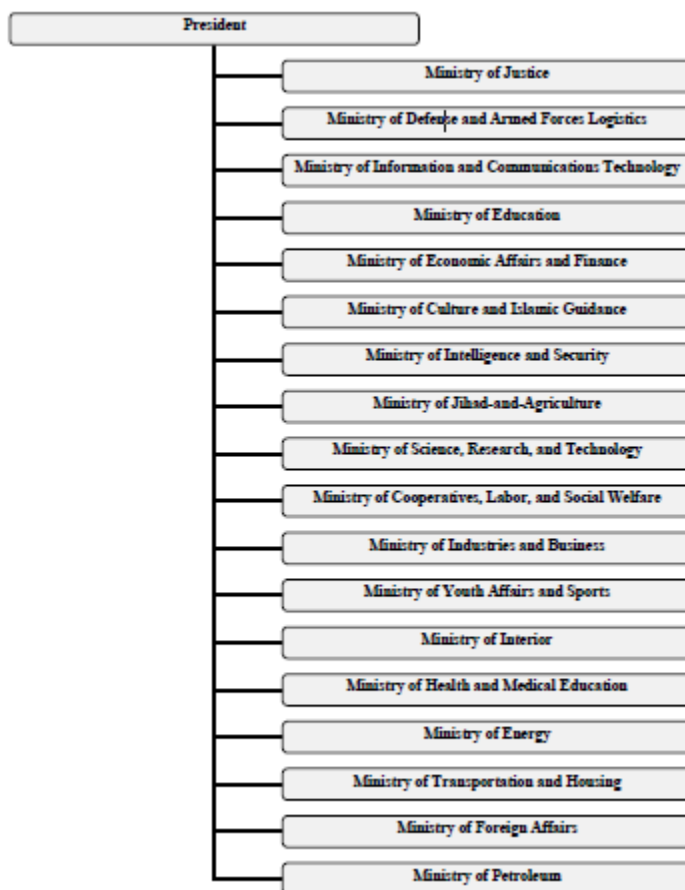 President
Ministry of Justice
Ministry of Defense and Armed Forces Logistics
Ministry of Information and Communications Technology
Ministry of Education
Ministry of Economic Affairs and Finance
Ministry of Culture and Islamic Guidance
Ministry of Intelligence and Security
Ministry of Jihad-and-Agriculture
Ministry of Science, Research, and Technology
Ministry of Cooperatives, Labor, and Social Welfare
Ministry of Industries and Business
Ministry of Youth Affairs and Sports
Ministry of Interior
Ministry of Health and Medical Education
Ministry of Energy
Ministry of Transportation and Housing
Ministry of Foreign Affairs
Ministry of Petroleum